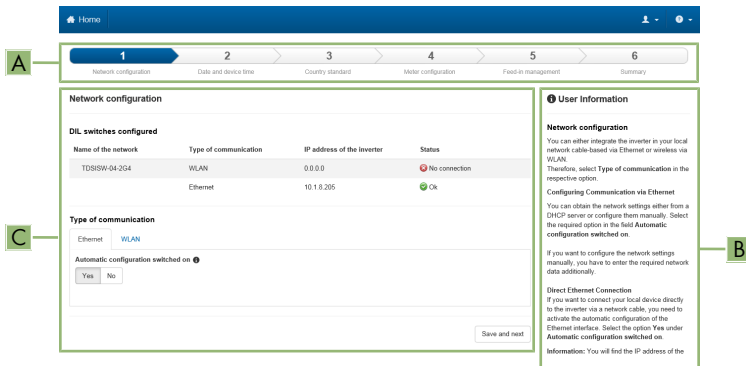 Home
A
1 2 3 4 5 6
Network configuration Date and device time Country standard Meter configuration Feed-in management Summary
Network configuration
DIL switches configured
Name of the network Type of communication IP address of the inverter Status
TDSISW-04-2G4 WLAN 0.0.0.0 No connection
Ethernet 10.1.8.205 Ok
C
Type of communication
Ethernet WLAN
Automatic configuration switched on
Yes No
Save and next
User Information
Network configuration
You can either integrate the inverter in your local
network cable-based via Ethernet or wireless via
WLAN.
Therefore, select Type of communication in the
respective option.
Configuring Communication via Ethernet
You can obtain the network settings either from a
DHCP server or configure them manually. Select
the required option in the field Automatic
configuration switched on.
If you want to configure the network settings
manually, you have to enter the required network
data additionally.
Direct Ethernet Connection
If you want to connect your local device directly
to the inverter via a network cable, you need to
activate the automatic configuration of the
Ethernet interface. Select the option Yes under
Automatic configuration switched on.
Information: You will find the IP address of the
B